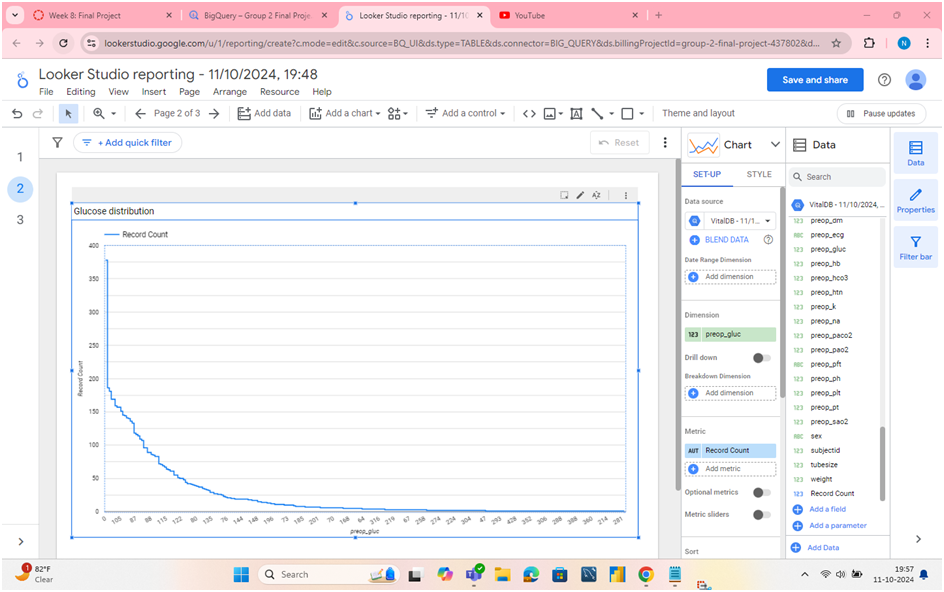 Week 8: Final Project
BigQuery – Group 2 Final Proje
Looker Studio reporting - 11/10
YouTube
lookerstudio.google.com/u/1/reporting/create?c.mode=edit&c.source=BQ_UI&ds.type=TABLE&ds.connector=BIG_QUERY&ds.billingProjectId=group-2-final-project-437802&d...
N
Looker Studio reporting - 11/10/2024, 19:48
File Editing View Insert Page Arrange Resource Help
Save and share
Page 2 of 3
Add data
Add a chart
Add a control
Theme and layout
Pause updates
1
2
3
+ Add quick filter
Reset
Glucose distribution
Record Count
400
350
300
250
200
150
100
50
0
Record Count
0 105 87 88 115 122 80 135 76 144 148 196 73 185 201 70 168 64 316 219 67 258 274 224 304 47 293 428 352 306 288 388 360 214 281
preop_gluc
Chart
SET-UP STYLE
Data source
VitalDB - 11/1...
BLEND DATA
Date Range Dimension
Add dimension
Dimension
123 preop_gluc
Drill down
Breakdown Dimension
Add dimension
Metric
AUT Record Count
Add metric
Optional metrics
Metric sliders
Sort
Data
Search
VitalDB - 11/10/2024, ...
123 preop_dm
ABC preop_ecg
123 preop_gluc
123 preop_hb
123 preop_hco3
123 preop_htn
123 preop_k
123 preop_na
123 preop_paco2
123 preop_pao2
ABC preop_pft
123 preop_ph
123 preop_plt
123 preop_pt
123 preop_sao2
ABC sex
123 subjectid
123 tubesize
123 weight
123 Record Count
Add a field
Add a parameter
Add Data
Data
Properties
Filter bar
1
82°F
Clear
Search
19:57
11-10-2024